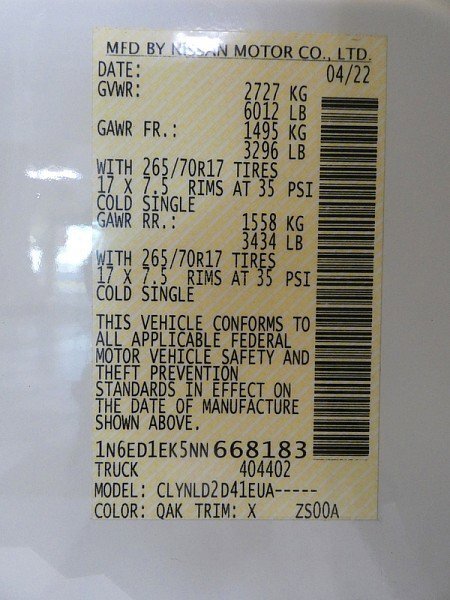 MFD BY NISSAN MOTOR CO., LTD.
DATE: 04/22
GVWR: 2727 KG
6012 LB
GAWR FR.: 1495 KG
3296 LB
WITH 265/70R17 TIRES
17 X 7.5 RIMS AT 35 PSI
COLD SINGLE
GAWR RR.: 1558 KG
3434 LB
WITH 265/70R17 TIRES
17 X 7.5 RIMS AT 35 PSI
COLD SINGLE
THIS VEHICLE CONFORMS TO
ALL APPLICABLE FEDERAL
MOTOR VEHICLE SAFETY AND
THEFT PREVENTION
STANDARDS IN EFFECT ON
THE DATE OF MANUFACTURE
SHOWN ABOVE.
1N6ED1EK5NN668183
TRUCK 404402
MODEL: CLYNLD2D41EUA-----
COLOR: QAK TRIM: X ZS00A